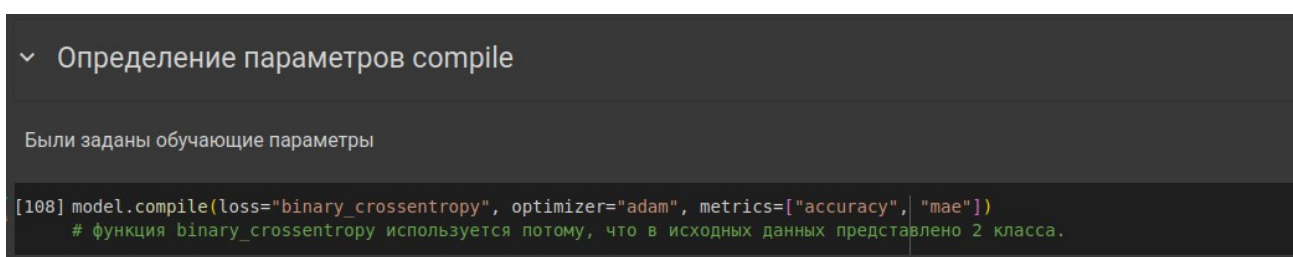 Определение параметров compile
Были заданы обучающие параметры
[108] model.compile(loss="binary_crossentropy", optimizer="adam", metrics=["accuracy", "mae"])
# функция binary_crossentropy используется потому, что в исходных данных представлено 2 класса.